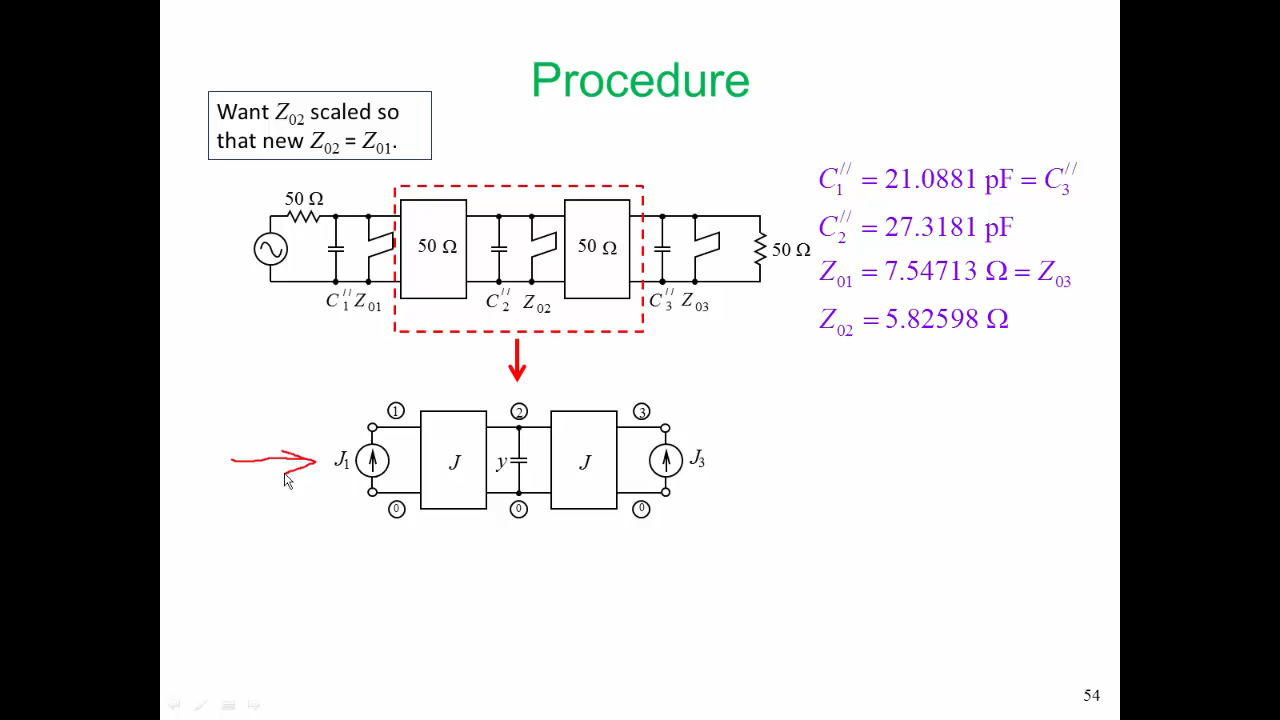 Procedure
Want Z02 scaled so
that new Z02 = Z01.
50 Ω
50 Ω
50 Ω
50 Ω
C1// Z01
C2// Z02
C3// Z03
C1// = 21.0881 pF = C3//
C2// = 27.3181 pF
Z01 = 7.54713 Ω = Z03
Z02 = 5.82598 Ω
1
2
3
J1
J
y
J
J3
0
0
0
54